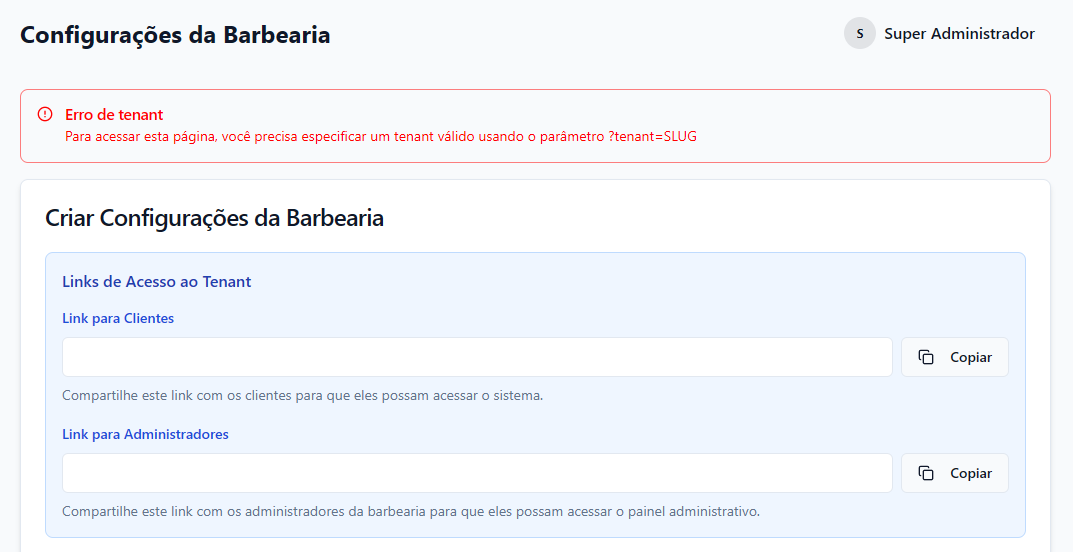 Configurações da Barbearia
S
Super Administrador
Erro de tenant
Para acessar esta página, você precisa especificar um tenant válido usando o parâmetro ?tenant=SLUG
Criar Configurações da Barbearia
Links de Acesso ao Tenant
Link para Clientes
Copiar
Compartilhe este link com os clientes para que eles possam acessar o sistema.
Link para Administradores
Copiar
Compartilhe este link com os administradores da barbearia para que eles possam acessar o painel administrativo.